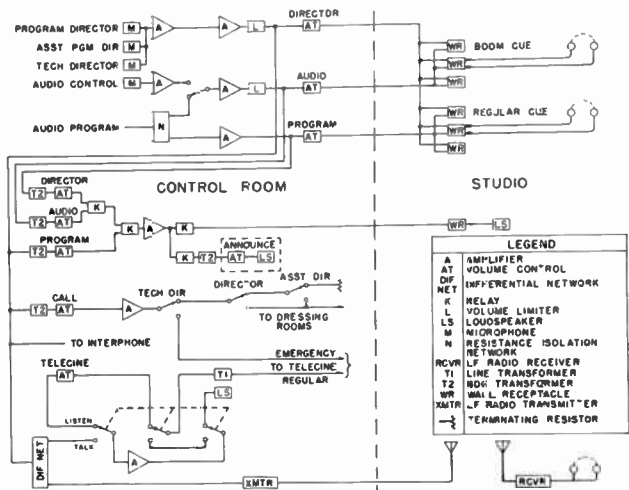 DIRECTOR
PROGRAM DIRECTOR M A A L AT
ASST PGM DIR M
TECH DIRECTOR M
WR BOOM CUE
WR
WR
AUDIO CONTROL M A
AUDIO
A L AT
AUDIO PROGRAM N
PROGRAM
A AT
WR REGULAR CUE
WR
WR
CONTROL ROOM
STUDIO
DIRECTOR
T2 AT
K
AUDIO
T2 AT
K A K
WR LS
PROGRAM
T2 AT
ANNOUNCE
K T2 AT LS
CALL
T2 AT A
TECH DIR
DIRECTOR
ASST DIR
TO DRESSING
ROOMS
TO INTERPHONE
EMERGENCY
TO TELECINE
REGULAR
TELECINE
AT
T1
LS
LISTEN
TALK
A
DIF NET
XMTR
RCVR
LEGEND
A AMPLIFIER
AT VOLUME CONTROL
DIF NET DIFFERENTIAL NETWORK
K RELAY
L VOLUME LIMITER
LS LOUDSPEAKER
M MICROPHONE
N RESISTANCE ISOLATION
NETWORK
RCVR LF RADIO RECEIVER
T1 LINE TRANSFORMER
T2 BDG TRANSFORMER
WR WALL RECEPTACLE
XMTR LF RADIO TRANSMITTER
TERMINATING RESISTOR